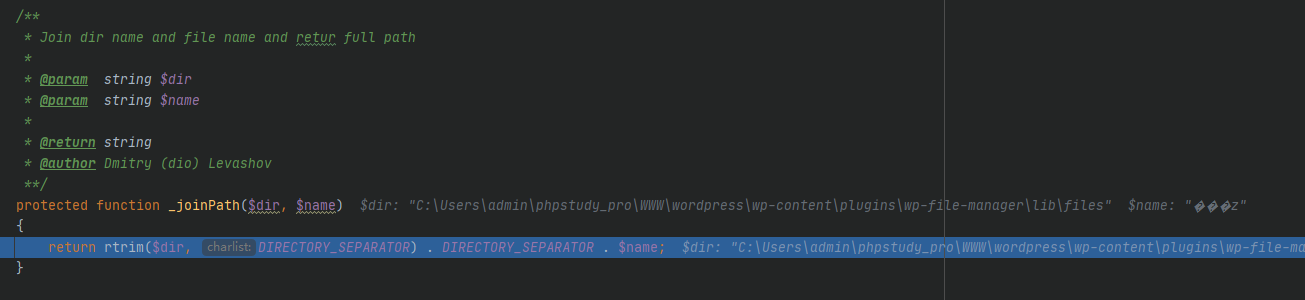 /**
* Join dir name and file name and retur full path
*
* @param string $dir
* @param string $name
*
* @return string
* @author Dmitry (dio) Levashov
**/
protected function _joinPath($dir, $name) $dir: "C:\Users\admin\phpstudy_pro\WWW\wordpress\wp-content\plugins\wp-file-manager\lib\files" $name: "���z"
{
return rtrim($dir, charlist: DIRECTORY_SEPARATOR) . DIRECTORY_SEPARATOR . $name; $dir: "C:\Users\admin\phpstudy_pro\WWW\wordpress\wp-content\plugins\wp-file-ma
}